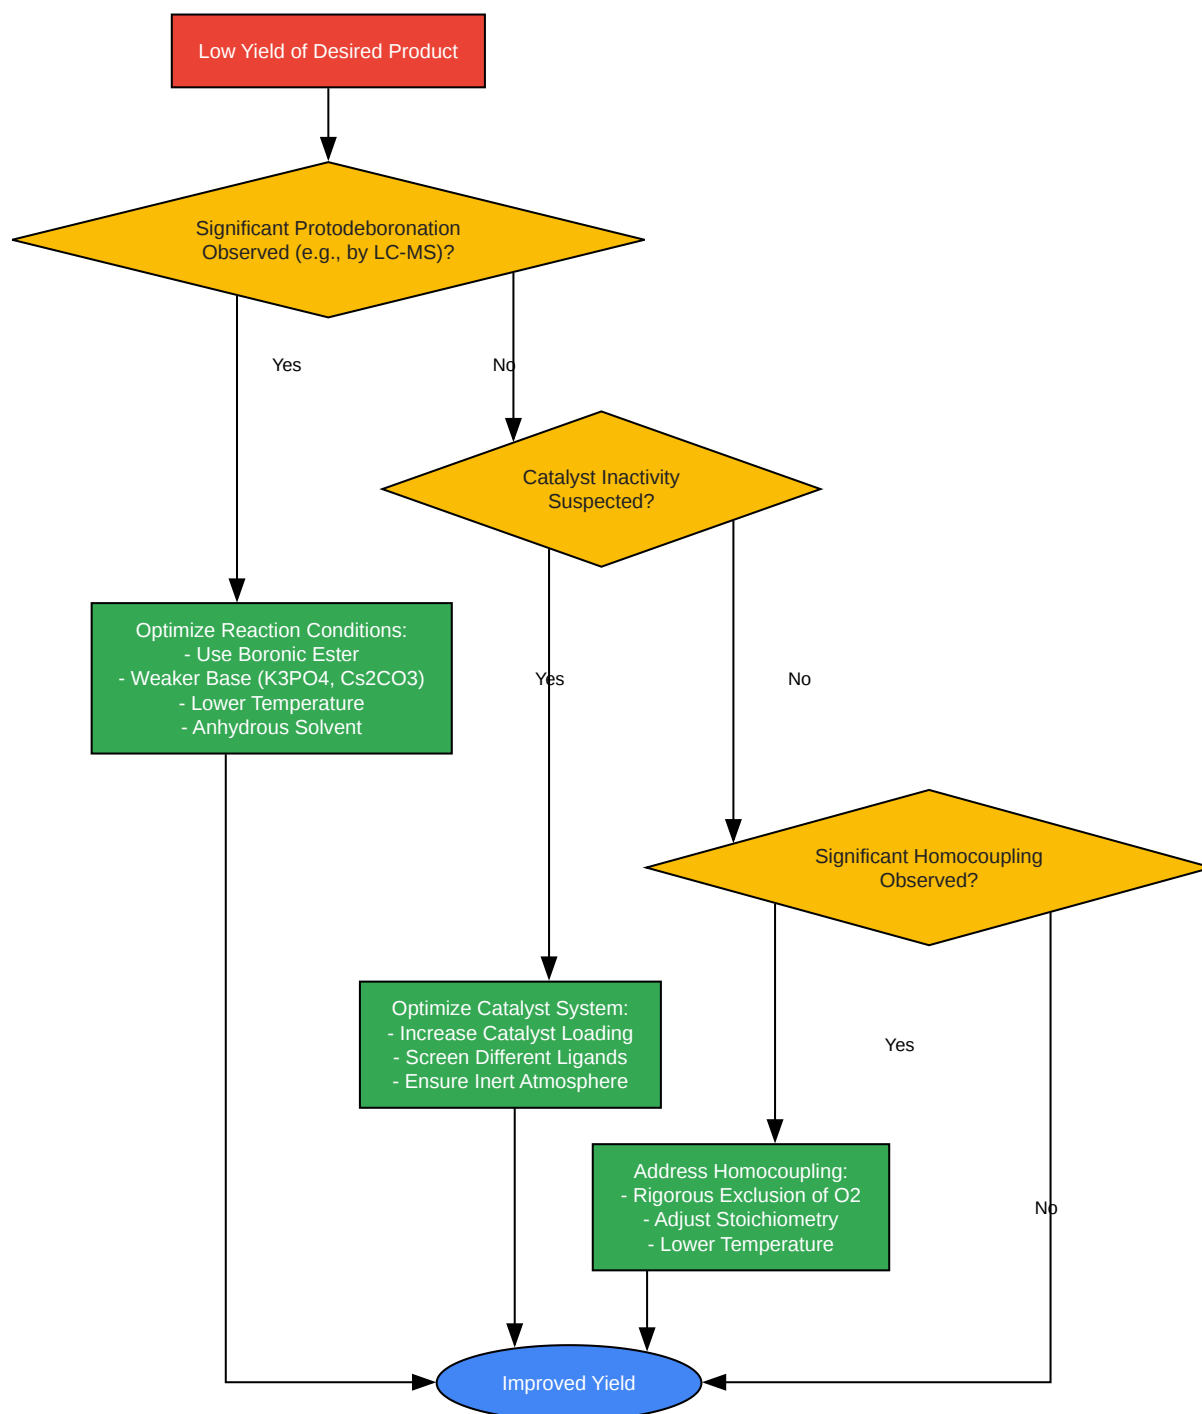 Low Yield of Desired Product
Significant Protodeboronation
Observed (e.g., by LC-MS)?
Yes
No
Catalyst Inactivity
Suspected?
Optimize Reaction Conditions:
- Use Boronic Ester
- Weaker Base (K3PO4, Cs2CO3)
- Lower Temperature
- Anhydrous Solvent
Yes
No
Significant Homocoupling
Observed?
Optimize Catalyst System:
- Increase Catalyst Loading
- Screen Different Ligands
- Ensure Inert Atmosphere
Yes
Address Homocoupling:
- Rigorous Exclusion of O2
- Adjust Stoichiometry
- Lower Temperature
No
Improved Yield